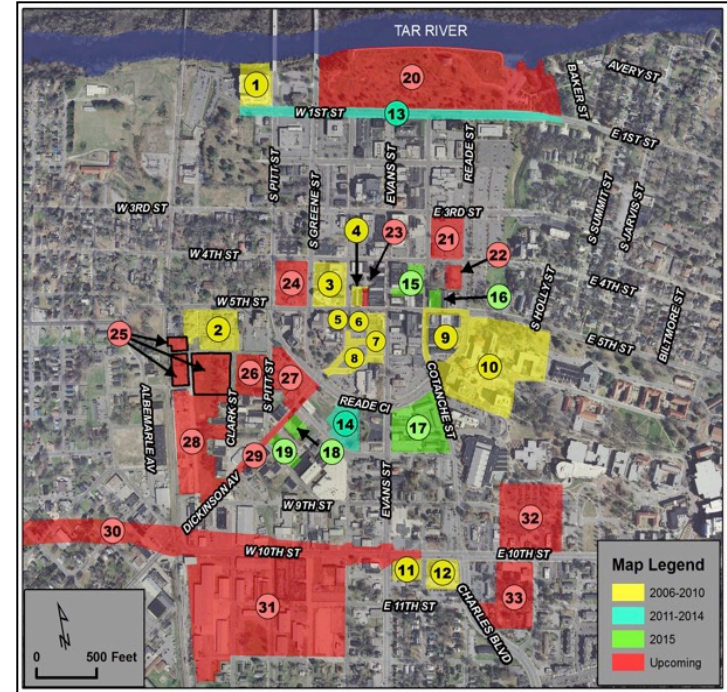 TAR RIVER
AVERY ST
BAKER ST
20
1
W 1ST ST
13
E 1ST ST
S PITT ST
EVANS ST
READE ST
S GREENE ST
S SUMMIT ST
S JARVIS ST
W 3RD ST
E 3RD ST
4
23
21
22
W 4TH ST
E 4TH ST
24
3
15
16
S HOLLY ST
BILTMORE ST
W 5TH ST
E 5TH ST
25
2
5
6
7
8
9
10
26
27
S PITT ST
CLARK ST
ALBEMARLE AV
READE CI
COTANCHE ST
28
29
19
18
14
17
DICKINSON AV
W 9TH ST
EVANS ST
30
W 10TH ST
E 10TH ST
32
11
12
31
33
E 11TH ST
CHARLES BLVD
Map Legend
2006-2010
2011-2014
2015
Upcoming
N
0 500 Feet